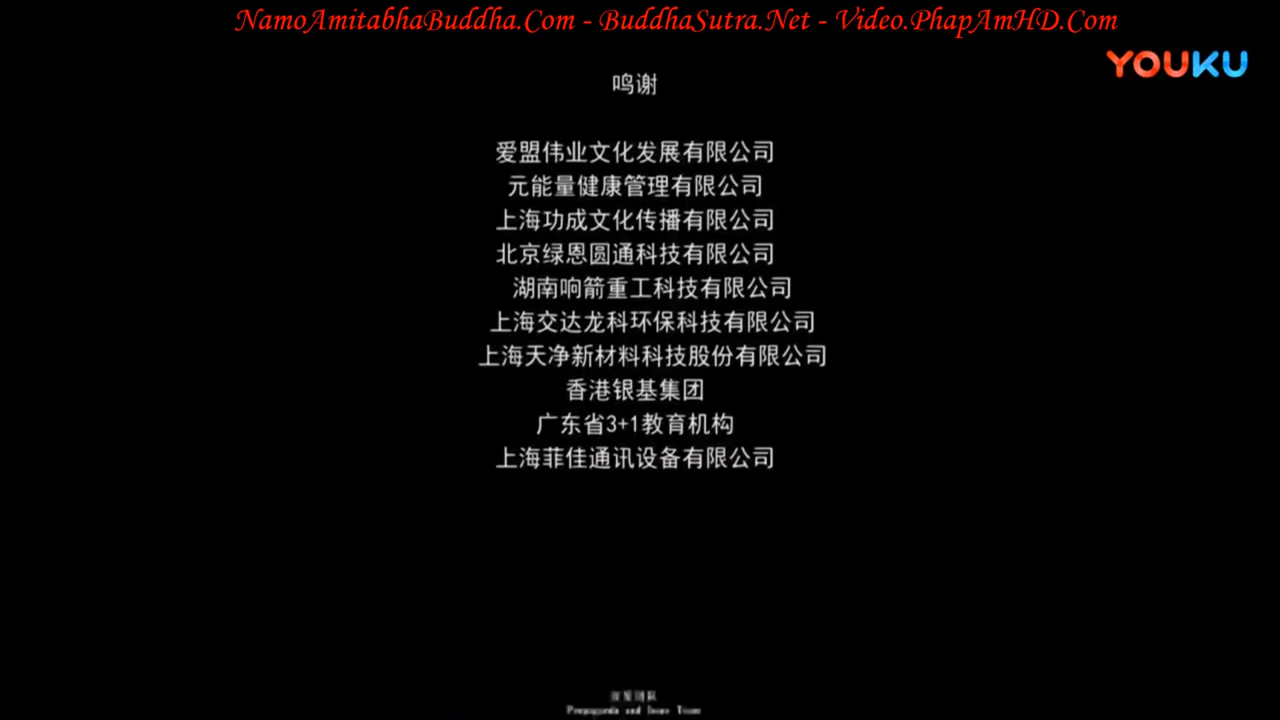 NamoAmitabhaBuddha.Com - BuddhaSutra.Net - Video.PhapAmHD.Com
YOUKU
鸣谢
爱盟伟业文化发展有限公司
元能量健康管理有限公司
上海功成文化传播有限公司
北京绿恩圆通科技有限公司
湖南响箭重工科技有限公司
上海交达龙科环保科技有限公司
上海天净新材料科技股份有限公司
香港银基集团
广东省3+1教育机构
上海菲佳通讯设备有限公司
Propaganda and Issue Team